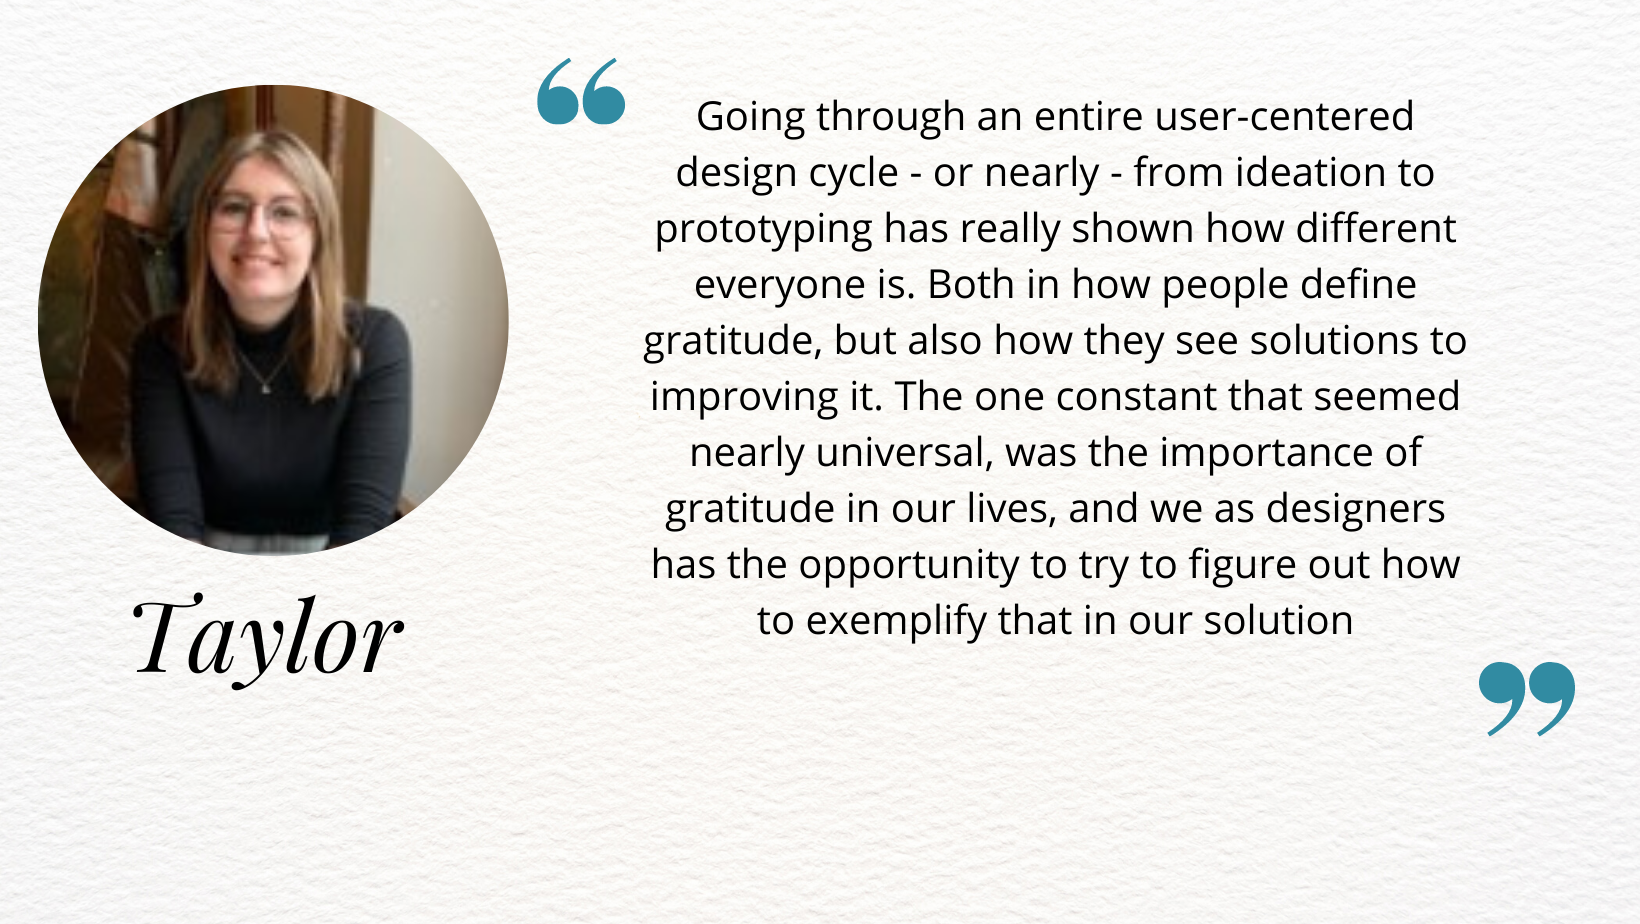 Going through an entire user-centered
design cycle - or nearly - from ideation to
prototyping has really shown how different
everyone is. Both in how people define
gratitude, but also how they see solutions to
improving it. The one constant that seemed
nearly universal, was the importance of
gratitude in our lives, and we as designers
has the opportunity to try to figure out how
to exemplify that in our solution
Taylor